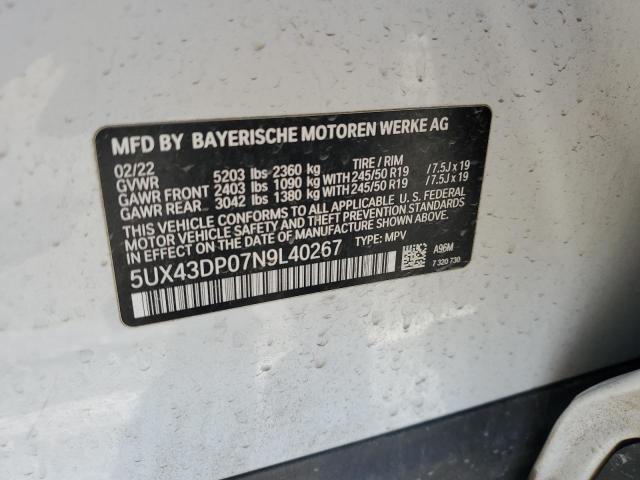 MFD BY BAYERISCHE MOTOREN WERKE AG
02/22 TIRE / RIM
GVWR 5203 lbs 2360 kg
GAWR FRONT 2403 lbs 1090 kg WITH 245/50 R19 / 7.5J x 19
GAWR REAR 3042 lbs 1380 kg WITH 245/50 R19 / 7.5J x 19
THIS VEHICLE CONFORMS TO ALL APPLICABLE U. S. FEDERAL
MOTOR VEHICLE SAFETY AND THEFT PREVENTION STANDARDS
IN EFFECT ON THE DATE OF MANUFACTURE SHOWN ABOVE.
5UX43DP07N9L40267 TYPE: MPV
A96M
7 320 730